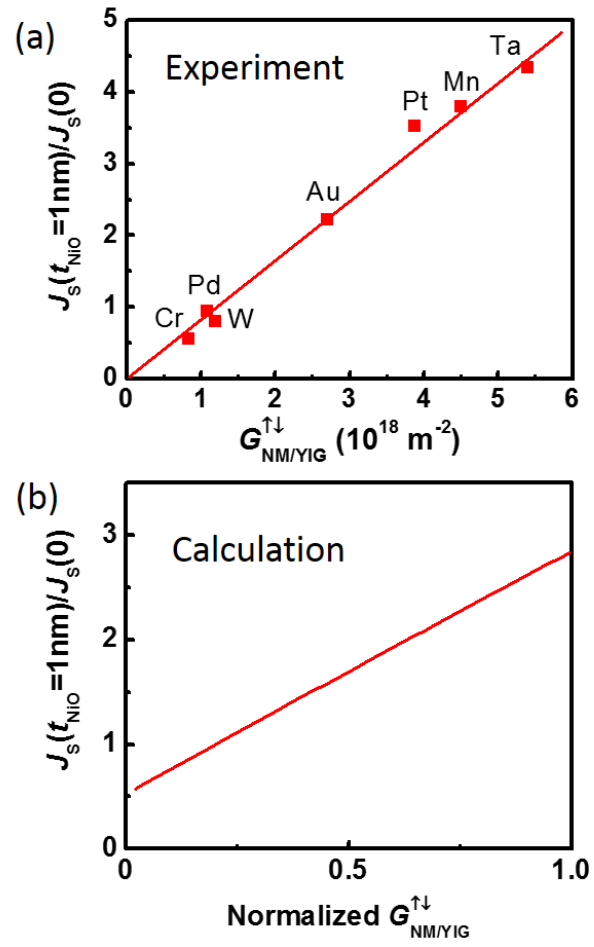 (a)
Experiment
Ta
Mn
Pt
Au
Pd
Cr
W
5
4
3
2
1
0
J_S(t_NiO=1nm)/J_S(0)
0 1 2 3 4 5 6
G^↑↓_NM/YIG (10^18 m^-2)
(b)
Calculation
3
2
1
0
J_S(t_NiO=1nm)/J_S(0)
0 0.5 1.0
Normalized G^↑↓_NM/YIG